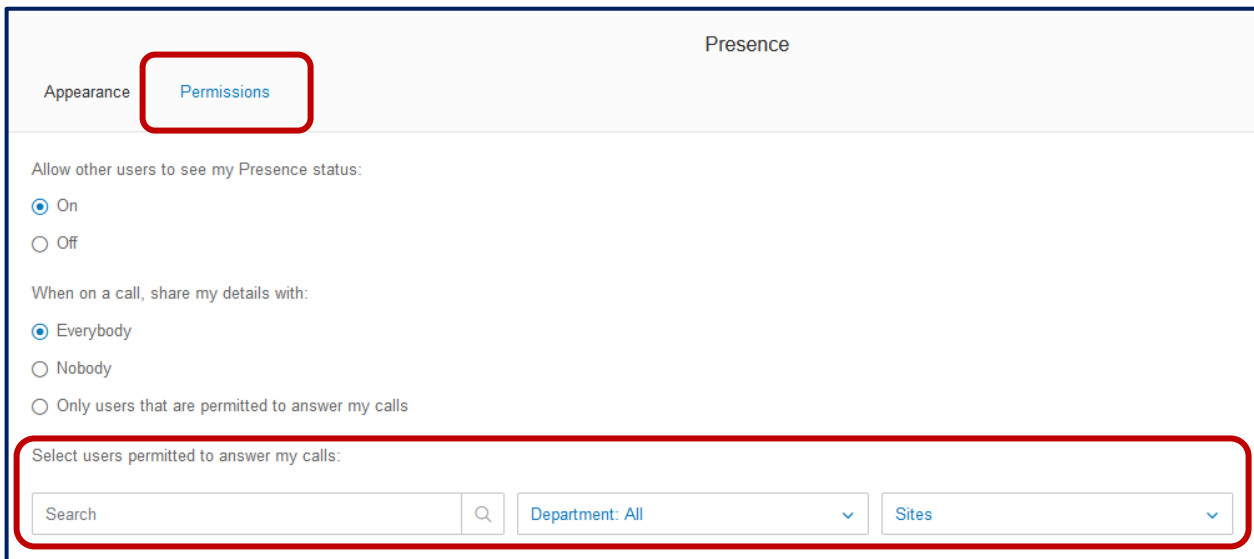 Presence
Appearance Permissions
Allow other users to see my Presence status:
On
Off
When on a call, share my details with:
Everybody
Nobody
Only users that are permitted to answer my calls
Select users permitted to answer my calls:
Search Department: All Sites